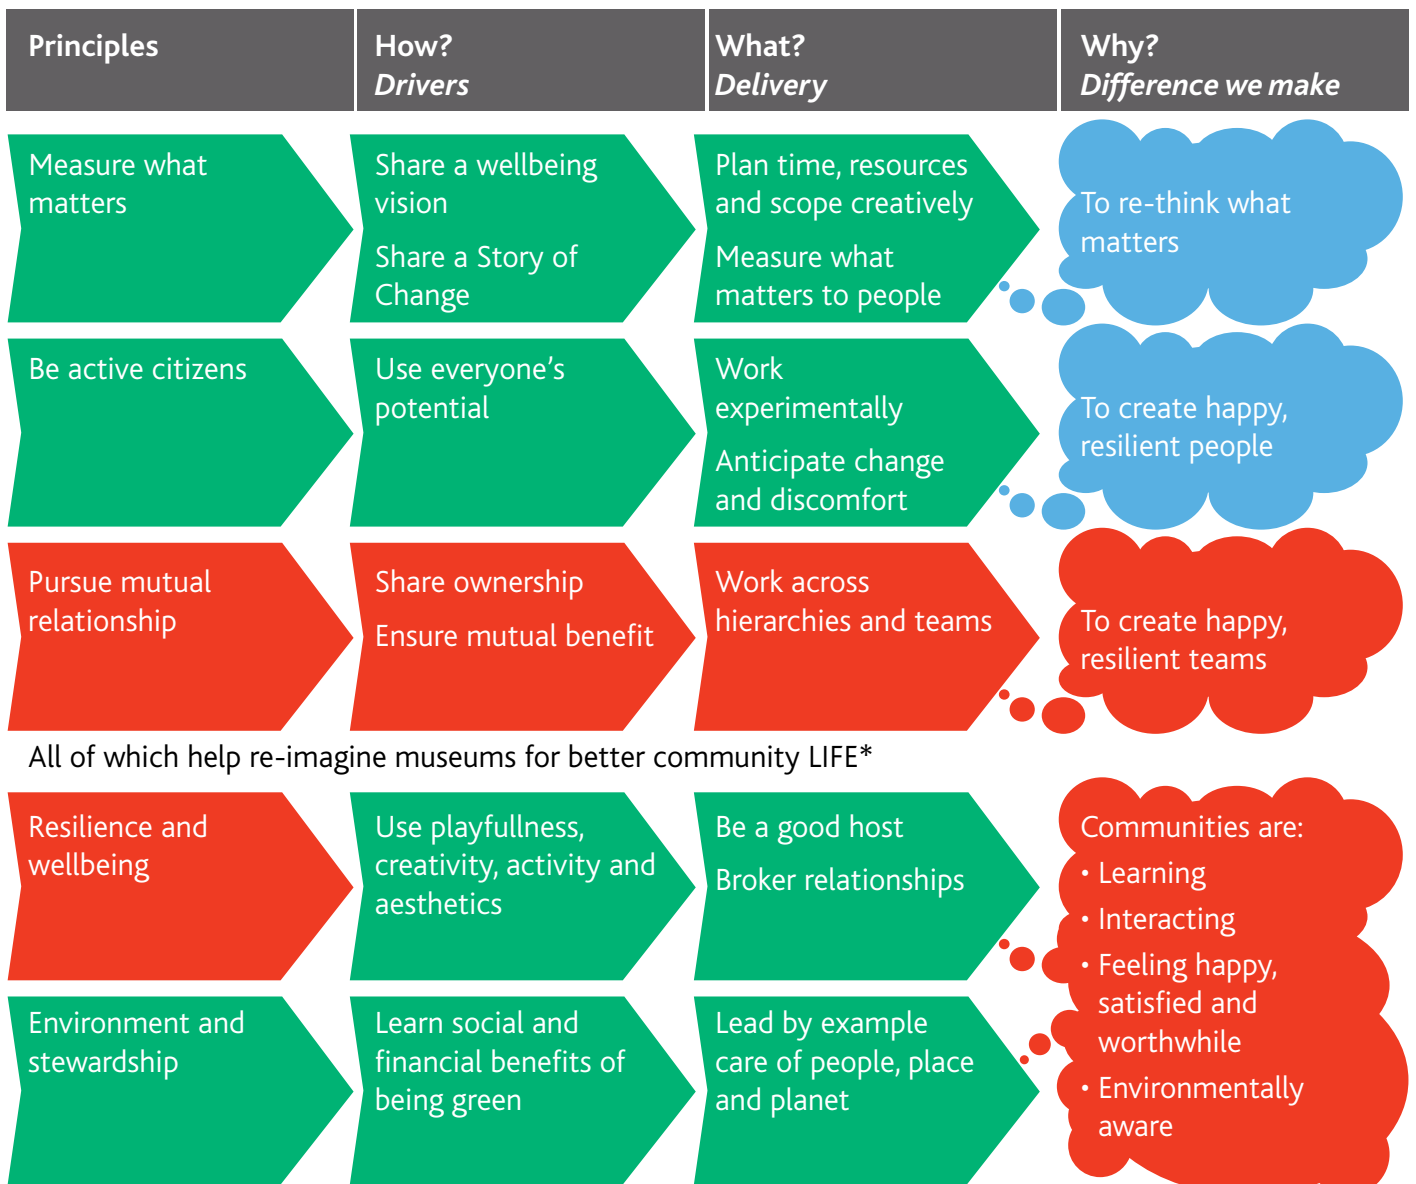 Principles
How?
Drivers
What?
Delivery
Why?
Difference we make
Measure what
matters
Share a wellbeing
vision
Share a Story of
Change
Plan time, resources
and scope creatively
Measure what
matters to people
To re-think what
matters
Be active citizens
Use everyone’s
potential
Work
experimentally
Anticipate change
and discomfort
To create happy,
resilient people
Pursue mutual
relationship
Share ownership
Ensure mutual benefit
Work across
hierarchies and teams
To create happy,
resilient teams
All of which help re-imagine museums for better community LIFE*
Resilience and
wellbeing
Use playfullness,
creativity, activity and
aesthetics
Be a good host
Broker relationships
Communities are:
• Learning
• Interacting
• Feeling happy,
satisfied and
worthwhile
• Environmentally
aware
Environment and
stewardship
Learn social and
financial benefits of
being green
Lead by example
care of people, place
and planet